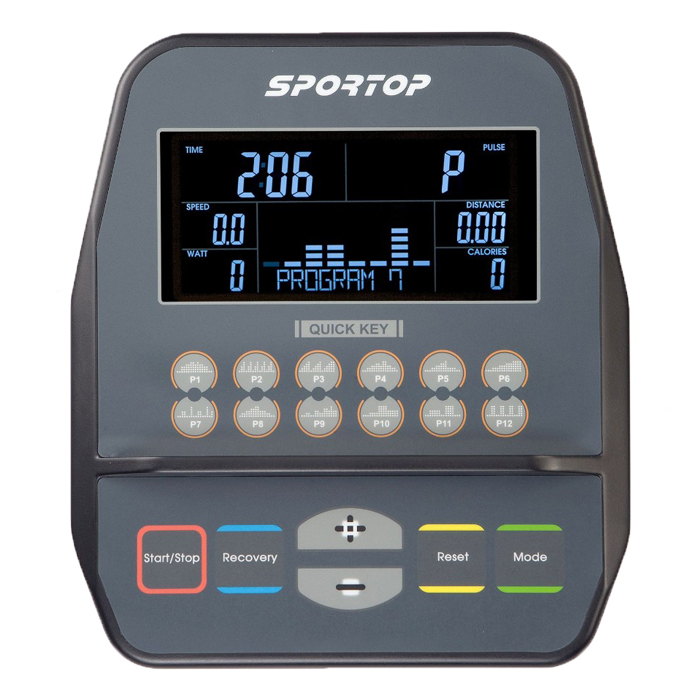 SPORTOP
TIME
PULSE
2:06
P
SPEED
DISTANCE
0.0
0.00
WATT
CALORIES
0
0
PROGRAM 7
QUICK KEY
P1 P2 P3 P4 P5 P6
P7 P8 P9 P10 P11 P12
Start/Stop Recovery + - Reset Mode